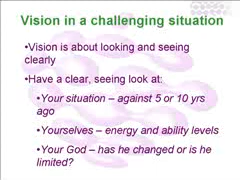 Vision in a challenging situation
•Vision is about looking and seeing
clearly
•Have a clear, seeing look at:
•Your situation – against 5 or 10 yrs
ago
•Yourselves – energy and ability levels
•Your God – has he changed or is he
limited?